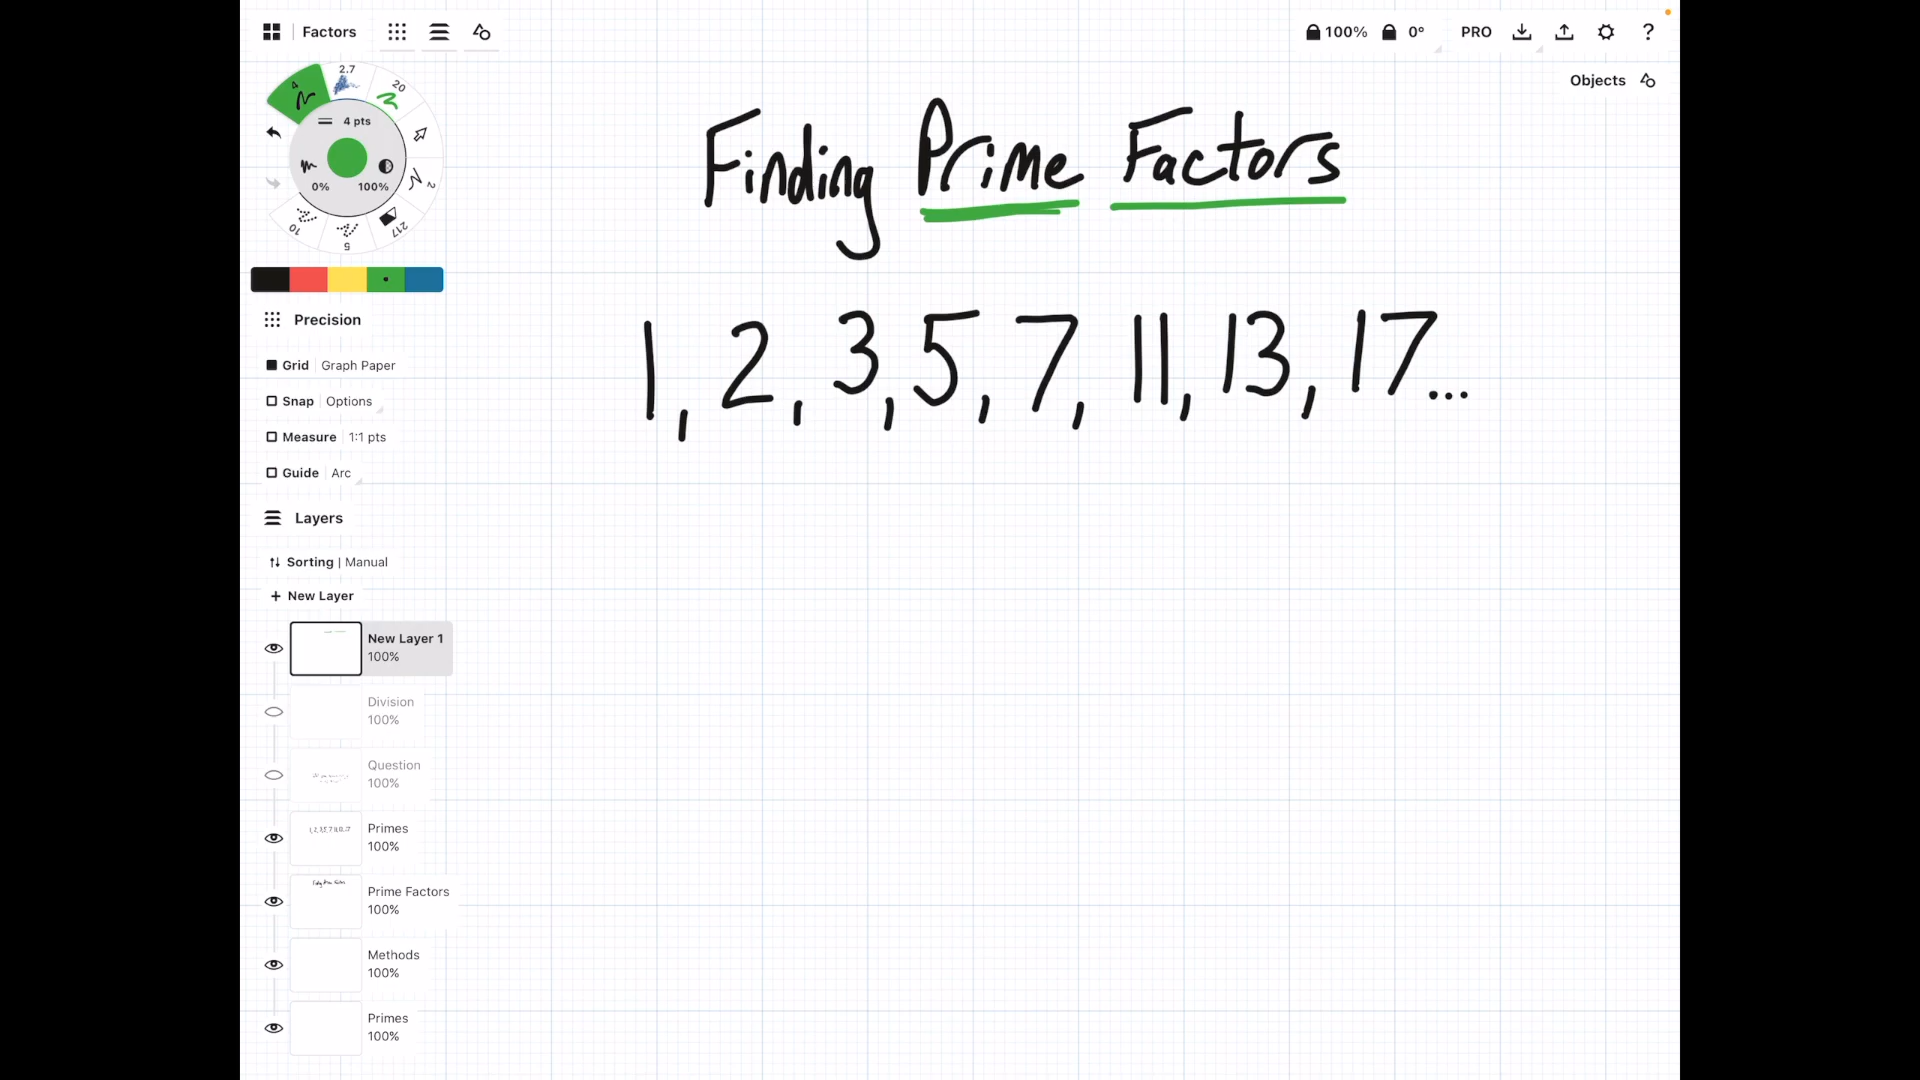 Factors
100% 0° PRO ?
Objects
4 2.7 20
4 pts
0% 100%
2
10 5 217
Finding Prime Factors
1, 2, 3, 5, 7, 11, 13, 17...
Precision
Grid | Graph Paper
Snap | Options
Measure | 1:1 pts
Guide | Arc
Layers
Sorting | Manual
+ New Layer
New Layer 1
100%
Division
100%
Question
100%
Primes
100%
Prime Factors
100%
Methods
100%
Primes
100%